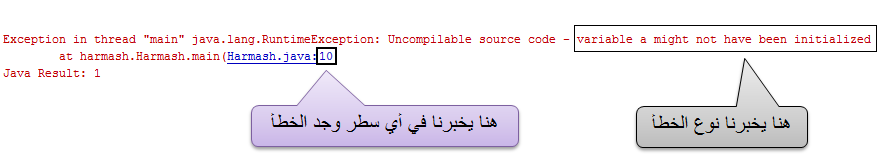 Exception in thread "main" java.lang.RuntimeException: Uncompilable source code - variable a might not have been initialized
at harmash.Harmash.main(Harmash.java:10
Java Result: 1
هنا يخبرنا في أي سطر وجد الخطأ
هنا يخبرنا نوع الخطأ